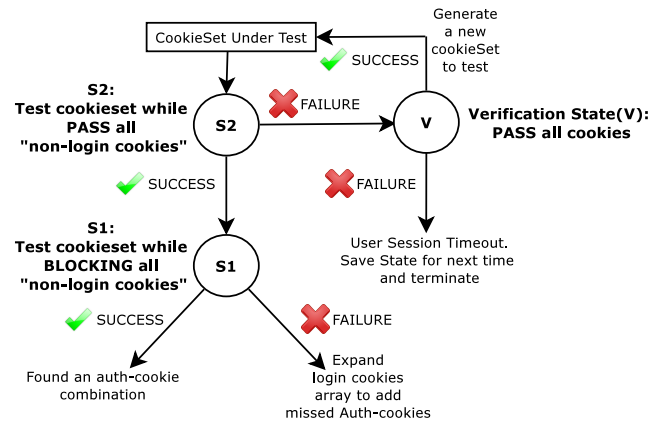 Generate
a new
cookieSet
to test
CookieSet Under Test
SUCCESS
S2:
Test cookieset while
PASS all
"non-login cookies"
S2
FAILURE
V
Verification State(V):
PASS all cookies
SUCCESS
FAILURE
User Session Timeout.
Save State for next time
and terminate
S1:
Test cookieset while
BLOCKING all
"non-login cookies"
S1
SUCCESS
FAILURE
Found an auth-cookie
combination
Expand
login cookies
array to add
missed Auth-cookies